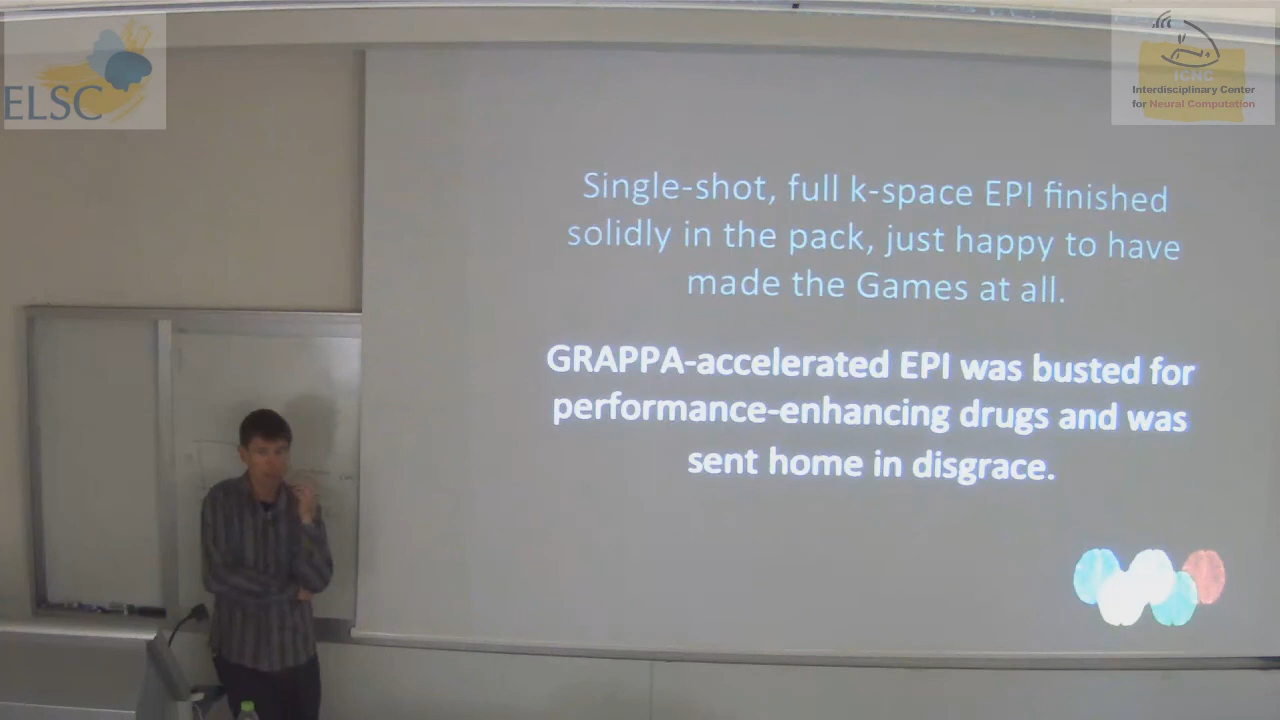 ELSC
ICNC
Interdisciplinary Center
for Neural Computation
Single-shot, full k-space EPI finished
solidly in the pack, just happy to have
made the Games at all.
GRAPPA-accelerated EPI was busted for
performance-enhancing drugs and was
sent home in disgrace.